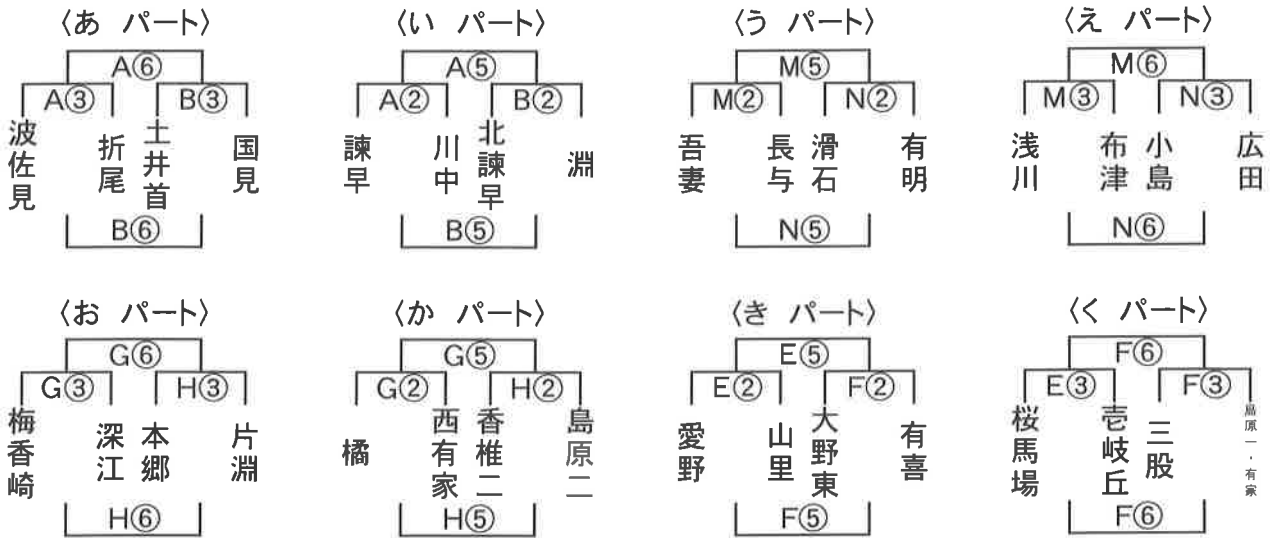 〈あ パート〉 〈い パート〉 〈う パート〉 〈え パート〉
A⑥ A⑤ M⑤ M⑥
A③ B③ A② B② M② N② M③ N③
波佐見 折尾 土井首 国見 諫早 川中 北諫早 淵 吾妻 長与 滑石 有明 浅川 布津 小島 広田
B⑥ B⑤ N⑤ N⑥
〈お パート〉 〈か パート〉 〈き パート〉 〈く パート〉
G⑥ G⑤ E⑤ F⑥
G③ H③ G② H② E② F② E③ F③
梅香崎 深江 本郷 片淵 橘 西有家 香椎二 島原二 愛野 山里 大野東 有喜 桜馬場 壱岐丘 三股 島原一・有家
H⑥ H⑤ F⑤ F⑥